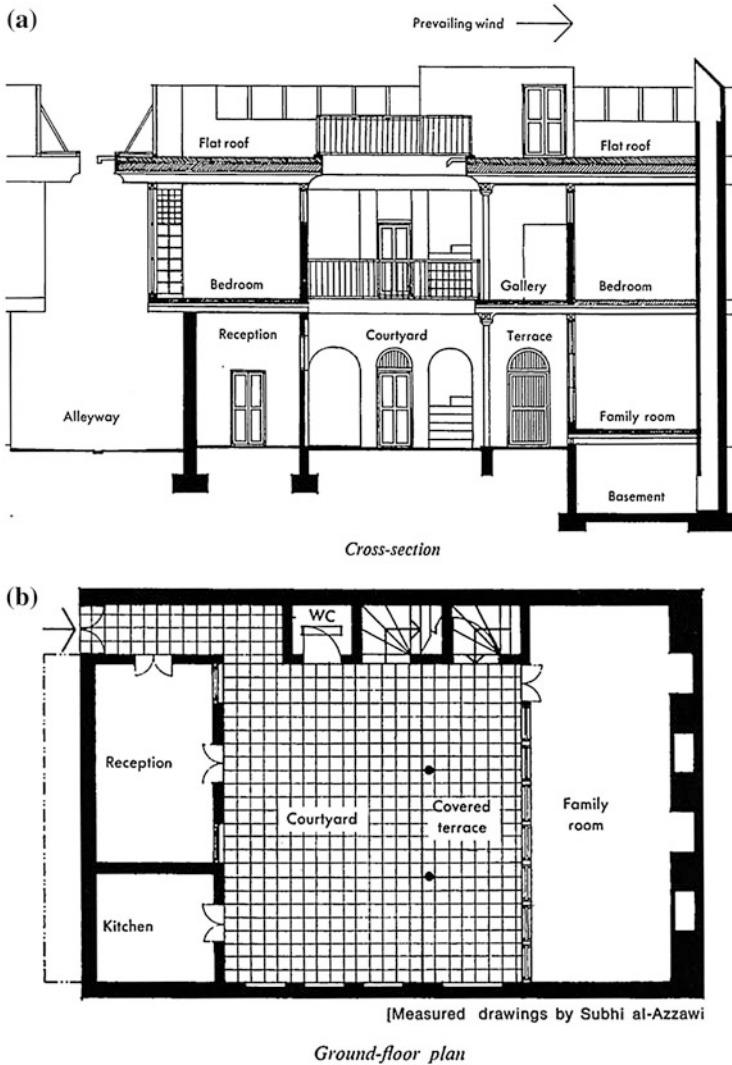 (a)
Prevailing wind
Flat roof
Flat roof
Bedroom
Gallery
Bedroom
Reception
Courtyard
Terrace
Alleyway
Family room
Basement
Cross-section
(b)
WC
Reception
Courtyard
Covered
terrace
Family
room
Kitchen
[Measured drawings by Subhi al-Azzawi
Ground-floor plan